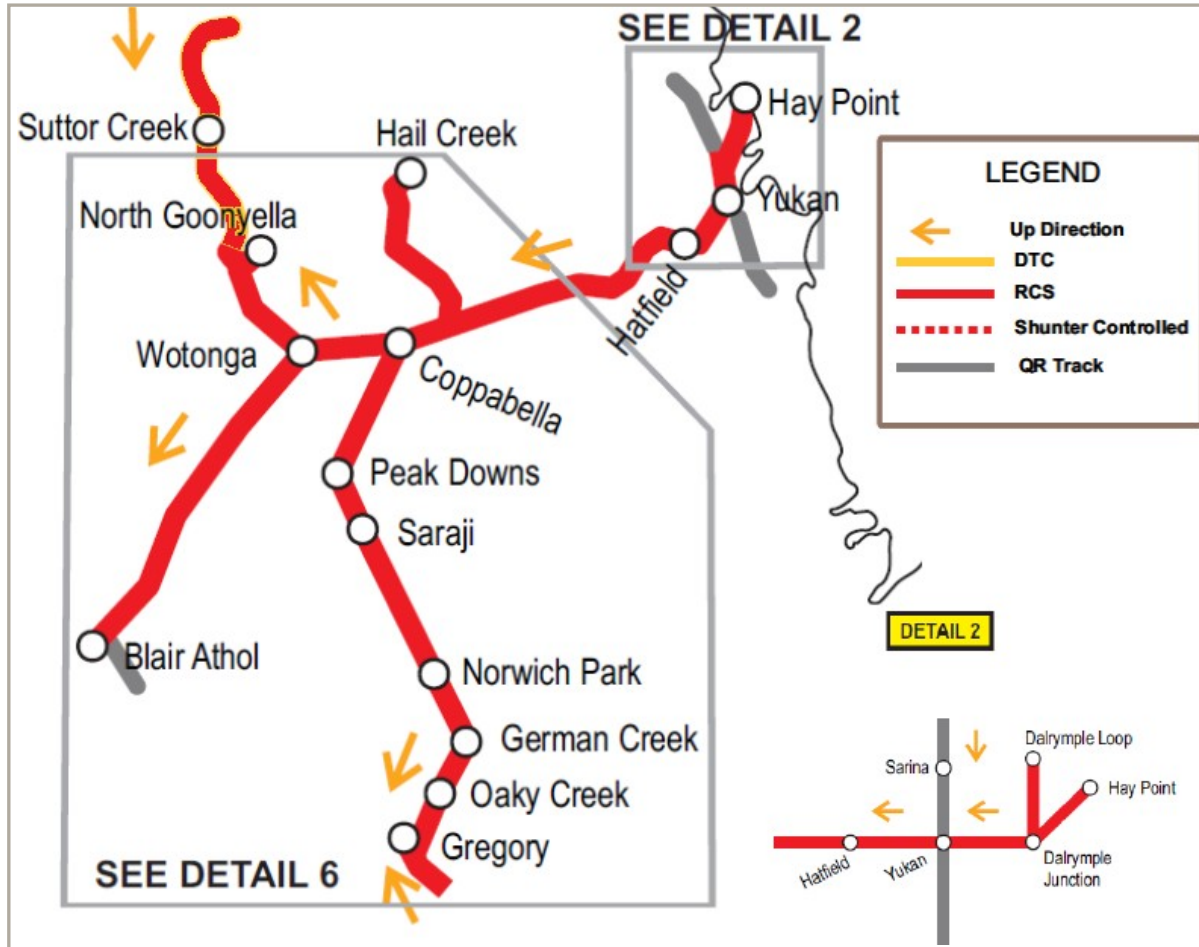 SEE DETAIL 2
Hay Point
Suttor Creek
Hail Creek
LEGEND
Yukan
North Goonyella
Up Direction
Hatfield
DTC
RCS
Shunter Controlled
Wotonga
QR Track
Coppabella
Peak Downs
Saraji
DETAIL 2
Blair Athol
Norwich Park
German Creek
Dalrymple Loop
Sarina
Oaky Creek
Hay Point
Gregory
SEE DETAIL 6
Hatfield
Yukan
Dalrymple
Junction